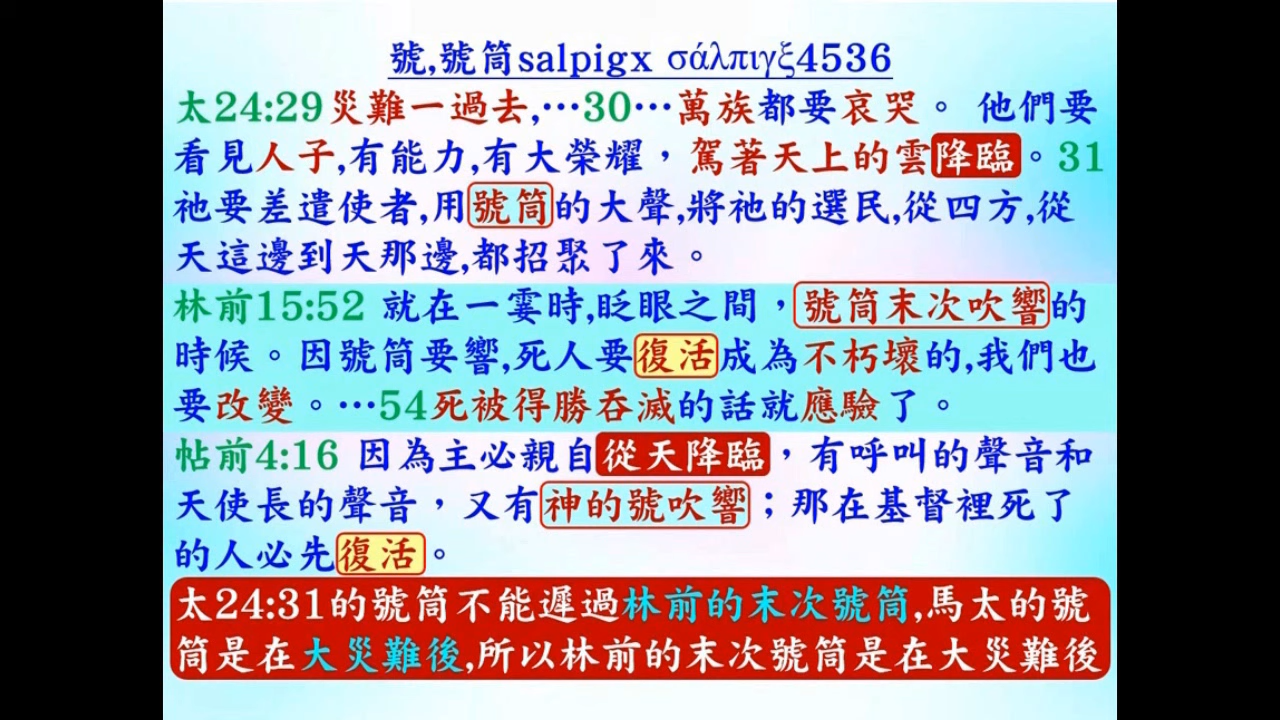 號,號筒salpigx σάλπιγξ4536
太24:29災難一過去,…30…萬族都要哀哭。 他們要
看見人子,有能力,有大榮耀，駕著天上的雲降臨。31
祂要差遣使者,用號筒的大聲,將祂的選民,從四方,從
天這邊到天那邊,都招聚了來。
林前15:52 就在一霎時,眨眼之間，號筒末次吹響的
時候。因號筒要響,死人要復活成為不朽壞的,我們也
要改變。…54死被得勝吞滅的話就應驗了。
帖前4:16 因為主必親自從天降臨，有呼叫的聲音和
天使長的聲音，又有神的號吹響；那在基督裡死了
的人必先復活。
太24:31的號筒不能遲過林前的末次號筒,馬太的號
筒是在大災難後,所以林前的末次號筒是在大災難後